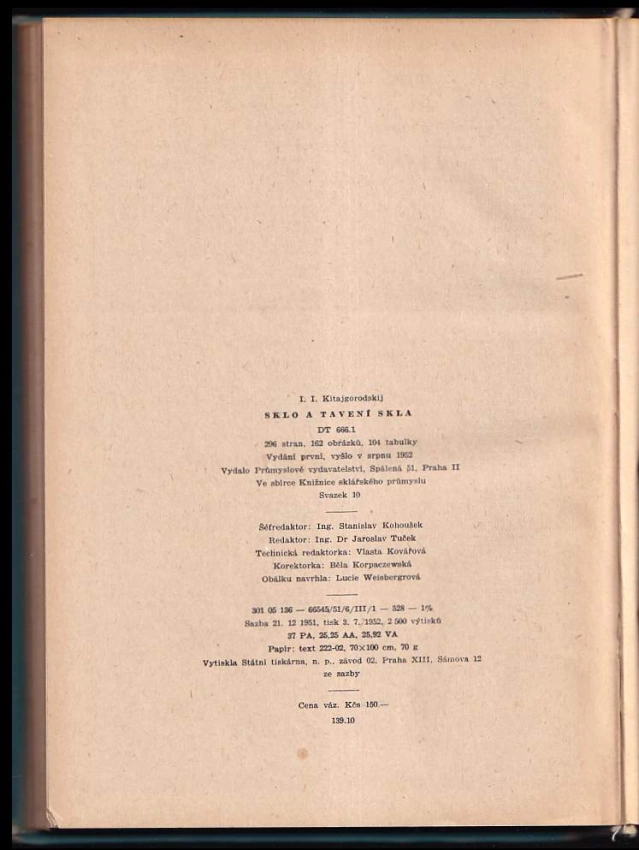 I. I. Kitajgorodskij
SKLO A TAVENÍ SKLA
DT 666.1
296 stran, 162 obrázků, 104 tabulky
Vydání první, vyšlo v srpnu 1952
Vydalo Průmyslové vydavatelství, Spálená 51, Praha II
Ve sbírce Knižnice sklářského průmyslu
Svazek 10
Šéfredaktor: Ing. Stanislav Kohoušek
Redaktor: Ing. Dr Jaroslav Tuček
Technická redaktorka: Vlasta Kovářová
Korektorka: Běla Korpaczewská
Obálku navrhla: Lucie Weisbergrová
301 05 136 — 66545/51/6/III/1 — 528 — 1%
Sazba 21. 12 1951, tisk 3. 7. 1952, 2 500 výtisků
37 PA, 25,25 AA, 25,92 VA
Papír: text 222-02, 70×100 cm, 70 g
Vytiskla Státní tiskárna, n. p., závod 02, Praha XIII, Sámova 12
ze sazby
Cena váz. Kčs 150.—
139.10